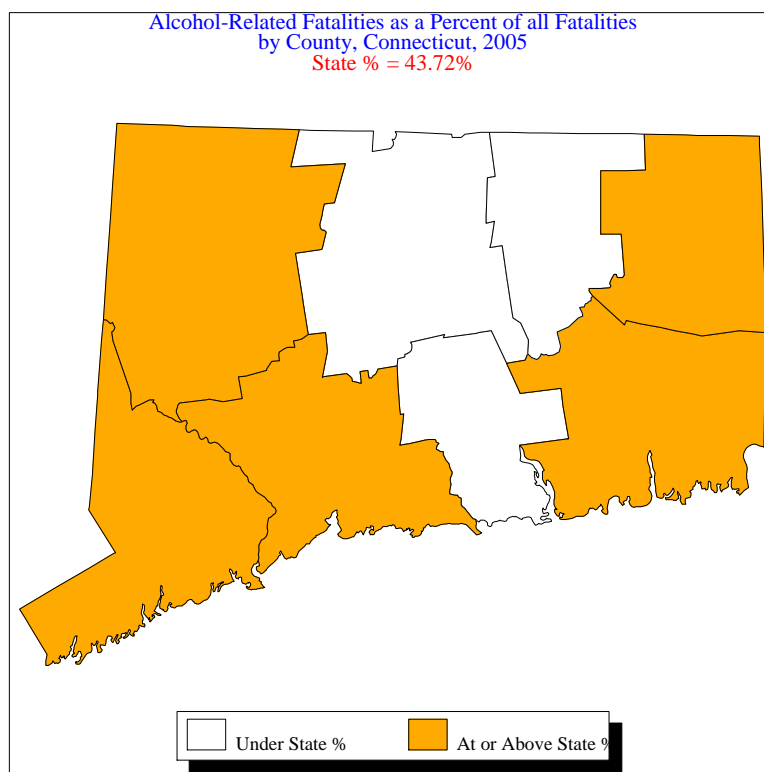 Alcohol-Related Fatalities as a Percent of all Fatalities
by County, Connecticut, 2005
State % = 43.72%
Under State %
At or Above State %